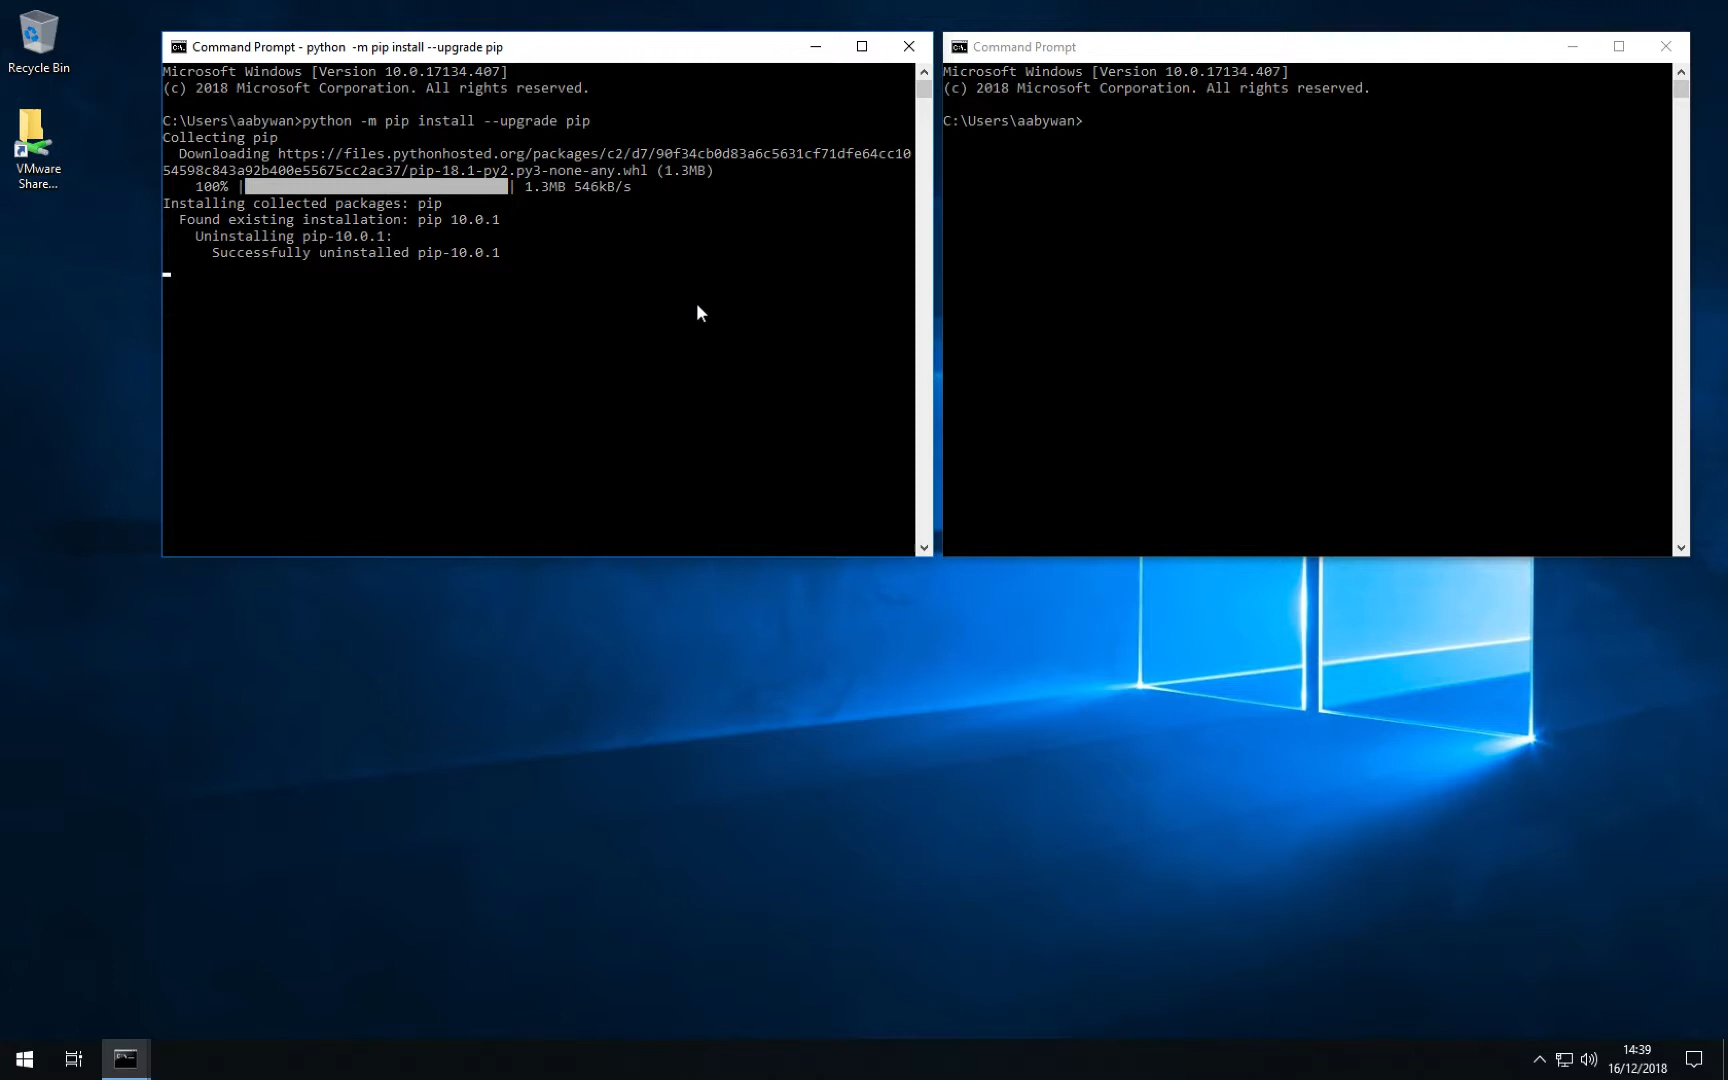 Recycle Bin
VMware
Share...
Command Prompt - python  -m pip install --upgrade pip
Microsoft Windows [Version 10.0.17134.407]
(c) 2018 Microsoft Corporation. All rights reserved.
C:\Users\aabywan>python -m pip install --upgrade pip
Collecting pip
  Downloading https://files.pythonhosted.org/packages/c2/d7/90f34cb0d83a6c5631cf71dfe64cc10
54598c843a92b400e55675cc2ac37/pip-18.1-py2.py3-none-any.whl (1.3MB)
    100% |████████████████████████████████| 1.3MB 546kB/s
Installing collected packages: pip
  Found existing installation: pip 10.0.1
    Uninstalling pip-10.0.1:
      Successfully uninstalled pip-10.0.1
Command Prompt
Microsoft Windows [Version 10.0.17134.407]
(c) 2018 Microsoft Corporation. All rights reserved.
C:\Users\aabywan>
14:39
16/12/2018